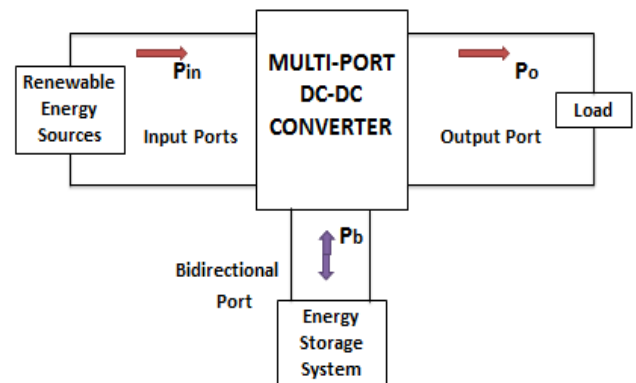 Renewable
Energy
Sources
Pin
Input Ports
MULTI-PORT
DC-DC
CONVERTER
Po
Output Port
Load
Pb
Bidirectional
Port
Energy
Storage
System